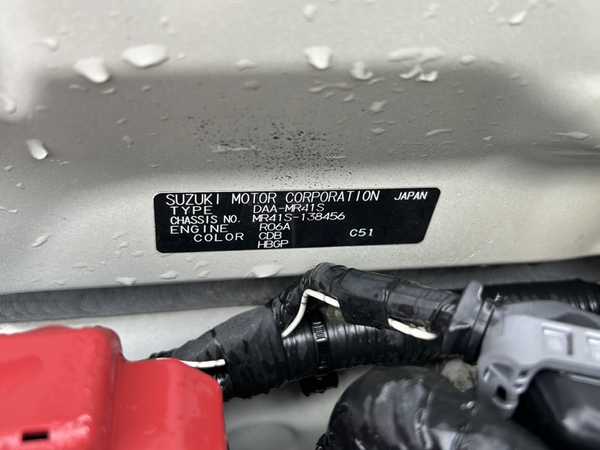 SUZUKI MOTOR CORPORATION JAPAN
TYPE DAA-MR41S
CHASSIS NO. MR41S-138456
ENGINE R06A
COLOR CDB C51
HBGP